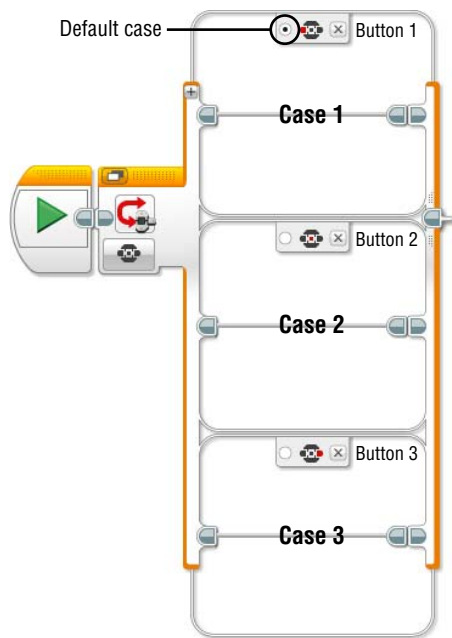 Default case
Button 1
Case 1
Button 2
Case 2
Button 3
Case 3